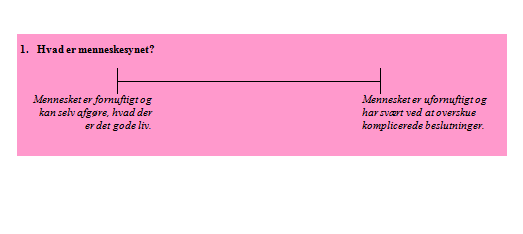 1. Hvad er menneskesynet?
Mennesket er fornuftigt og
kan selv afgøre, hvad der
er det gode liv.
Mennesket er ufornuftigt og
har svært ved at overskue
komplicerede beslutninger.